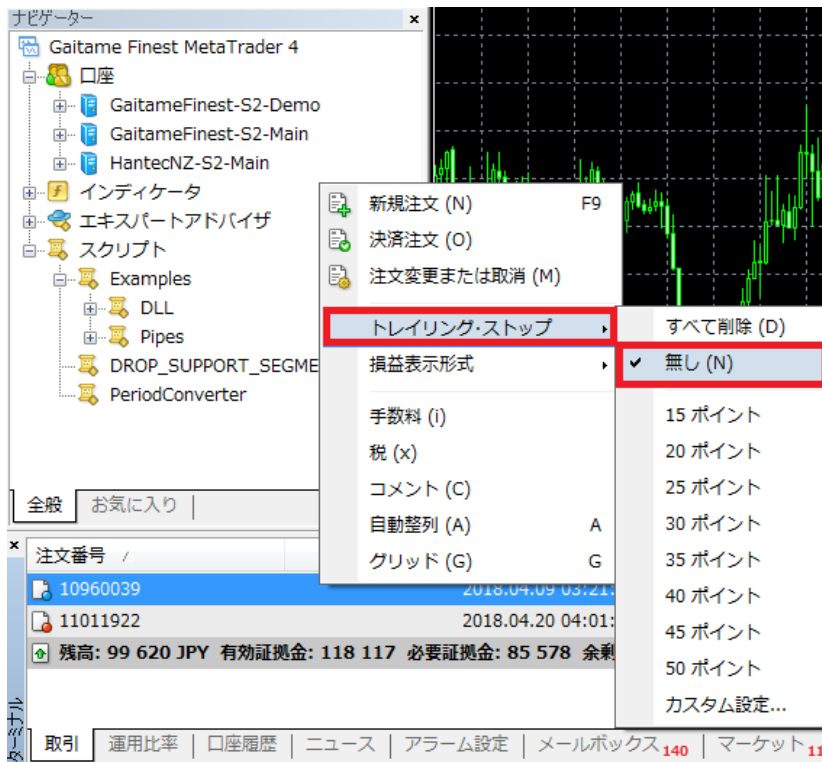 ナビゲーター
Gaitame Finest MetaTrader 4
口座
GaitameFinest-S2-Demo
GaitameFinest-S2-Main
HantecNZ-S2-Main
インディケータ
エキスパートアドバイザ
スクリプト
Examples
DLL
Pipes
DROP_SUPPORT_SEGME
PeriodConverter
全般 お気に入り
新規注文 (N) F9
決済注文 (O)
注文変更または取消 (M)
トレイリング・ストップ
損益表示形式
手数料 (i)
税 (x)
コメント (C)
自動整列 (A) A
グリッド (G) G
すべて削除 (D)
無し (N)
15 ポイント
20 ポイント
25 ポイント
30 ポイント
35 ポイント
40 ポイント
45 ポイント
50 ポイント
カスタム設定...
注文番号 /
10960039 2018.04.09 03:21:
11011922 2018.04.20 04:01:
残高: 99 620 JPY 有効証拠金: 118 117 必要証拠金: 85 578 余剰
ターミナル
取引 運用比率 口座履歴 ニュース アラーム設定 メールボックス 140 マーケット 11